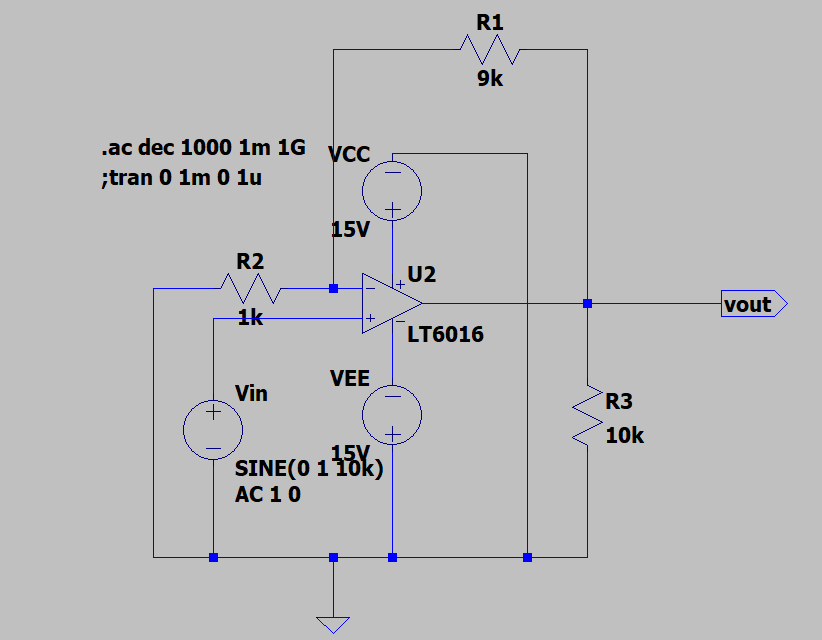 R1
9k
.ac dec 1000 1m 1G
VCC
;tran 0 1m 0 1u
15V
R2
U2
1k
LT6016
vout
VEE
Vin
R3
10k
15V
SINE(0 1 10k)
AC 1 0